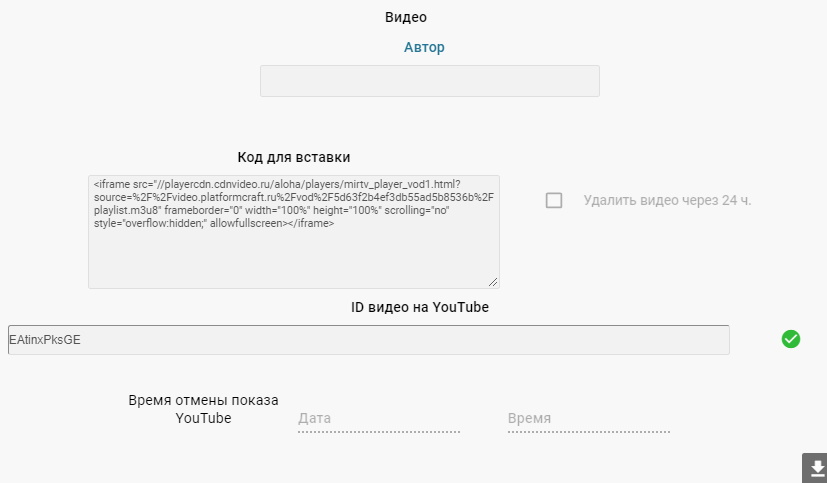 Видео
Автор
Код для вставки
<iframe src="//playercdn.cdnvideo.ru/aloha/players/mirtv_player_vod1.html?
source=%2F%2Fvideo.platformcraft.ru%2Fvod%2F5d63f2b4ef3db55ad5b8536b%2F
playlist.m3u8" frameborder="0" width="100%" height="100%" scrolling="no"
style="overflow:hidden;" allowfullscreen></iframe>
Удалить видео через 24 ч.
ID видео на YouTube
EAtinxPksGE
Время отмены показа
YouTube
Дата
Время